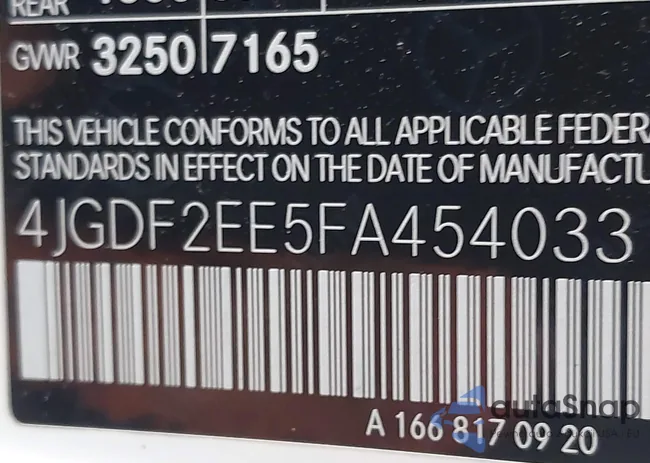 REAR
GVWR 3250 7165
THIS VEHICLE CONFORMS TO ALL APPLICABLE FEDER
STANDARDS IN EFFECT ON THE DATE OF MANUFACTU
4JGDF2EE5FA454033
A 166 817 09 20
autoSnap